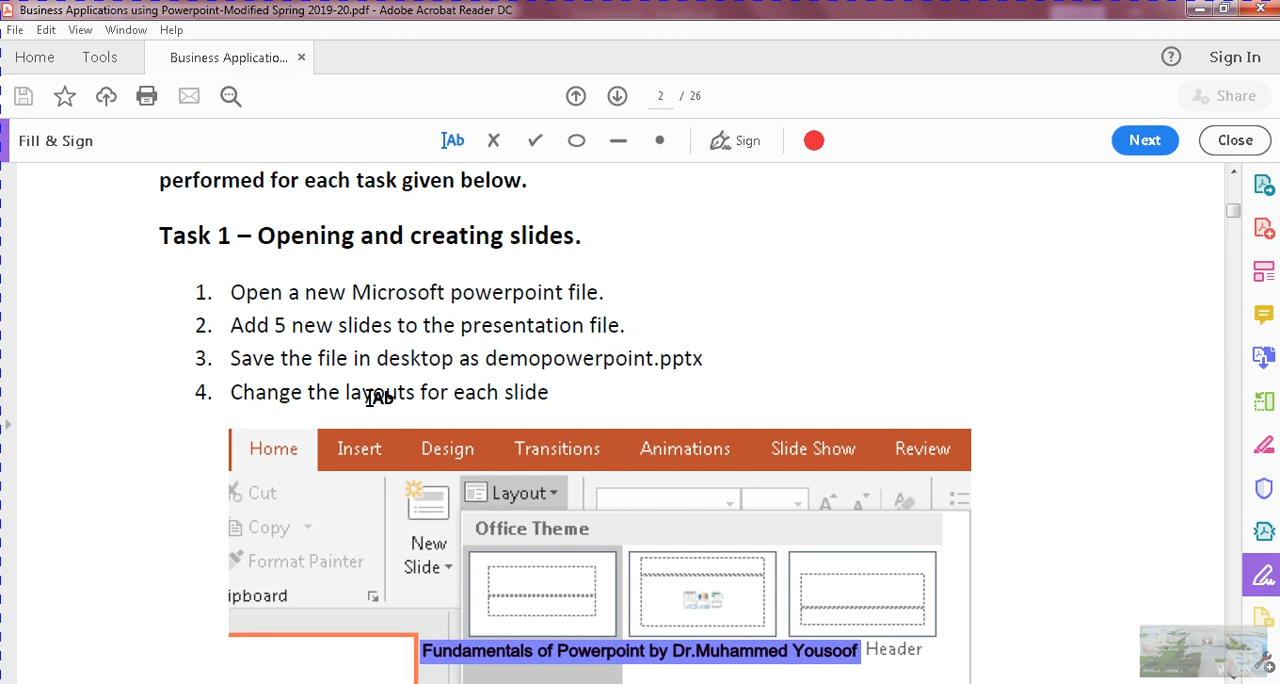 Business Applications using Powerpoint-Modified Spring 2019-20.pdf - Adobe Acrobat Reader DC
File Edit View Window Help
Home Tools Business Applicatio... × ? Sign In
2 / 26 Share
Fill & Sign Ab Sign Next Close
performed for each task given below.
Task 1 – Opening and creating slides.
1. Open a new Microsoft powerpoint file.
2. Add 5 new slides to the presentation file.
3. Save the file in desktop as demopowerpoint.pptx
4. Change the layouts for each slide
Ab
Home Insert Design Transitions Animations Slide Show Review
Cut Layout
Copy Office Theme
Format Painter New
Slide
ipboard
Fundamentals of Powerpoint by Dr.Muhammed Yousoof Header